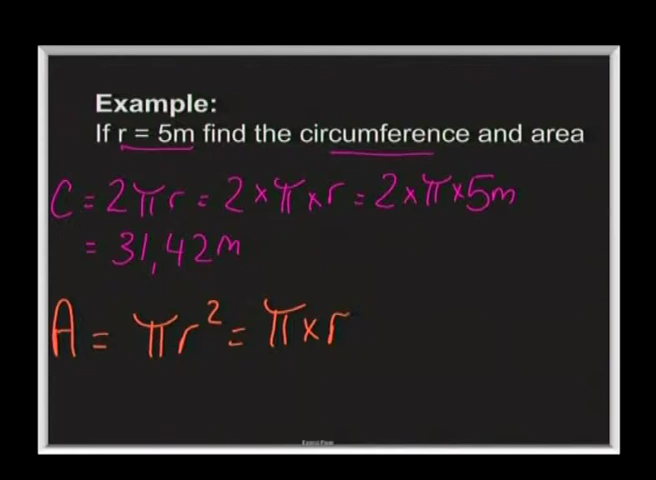 Example:
If r = 5m find the circumference and area
C = 2πr = 2×π×r = 2×π×5m
= 31,42m
A = πr² = π×r